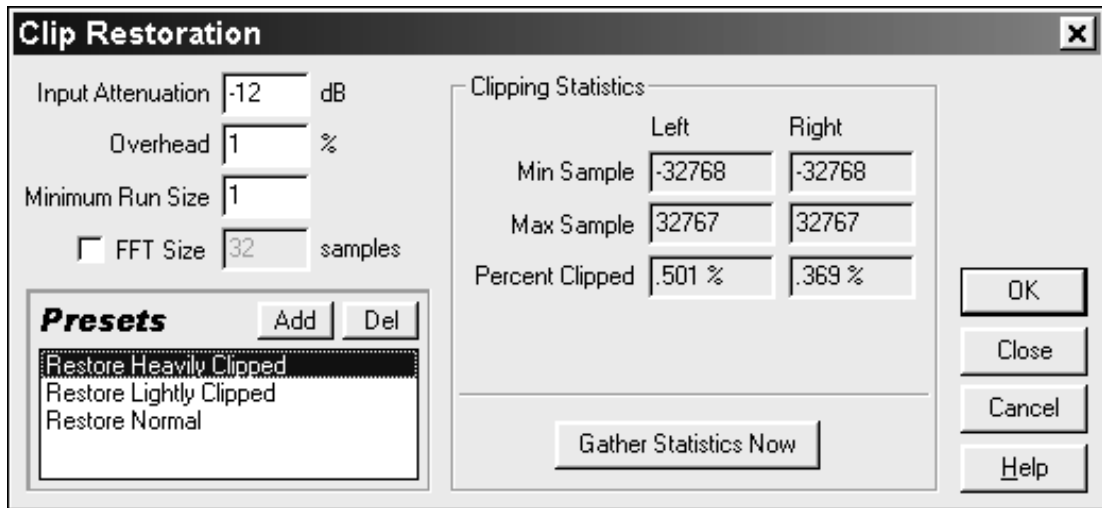 Clip Restoration
Input Attenuation -12 dB
Overhead 1 %
Minimum Run Size 1
FFT Size 32 samples
Presets Add Del
Restore Heavily Clipped
Restore Lightly Clipped
Restore Normal
Clipping Statistics
Left Right
Min Sample -32768 -32768
Max Sample 32767 32767
Percent Clipped .501 % .369 %
Gather Statistics Now
OK
Close
Cancel
Help